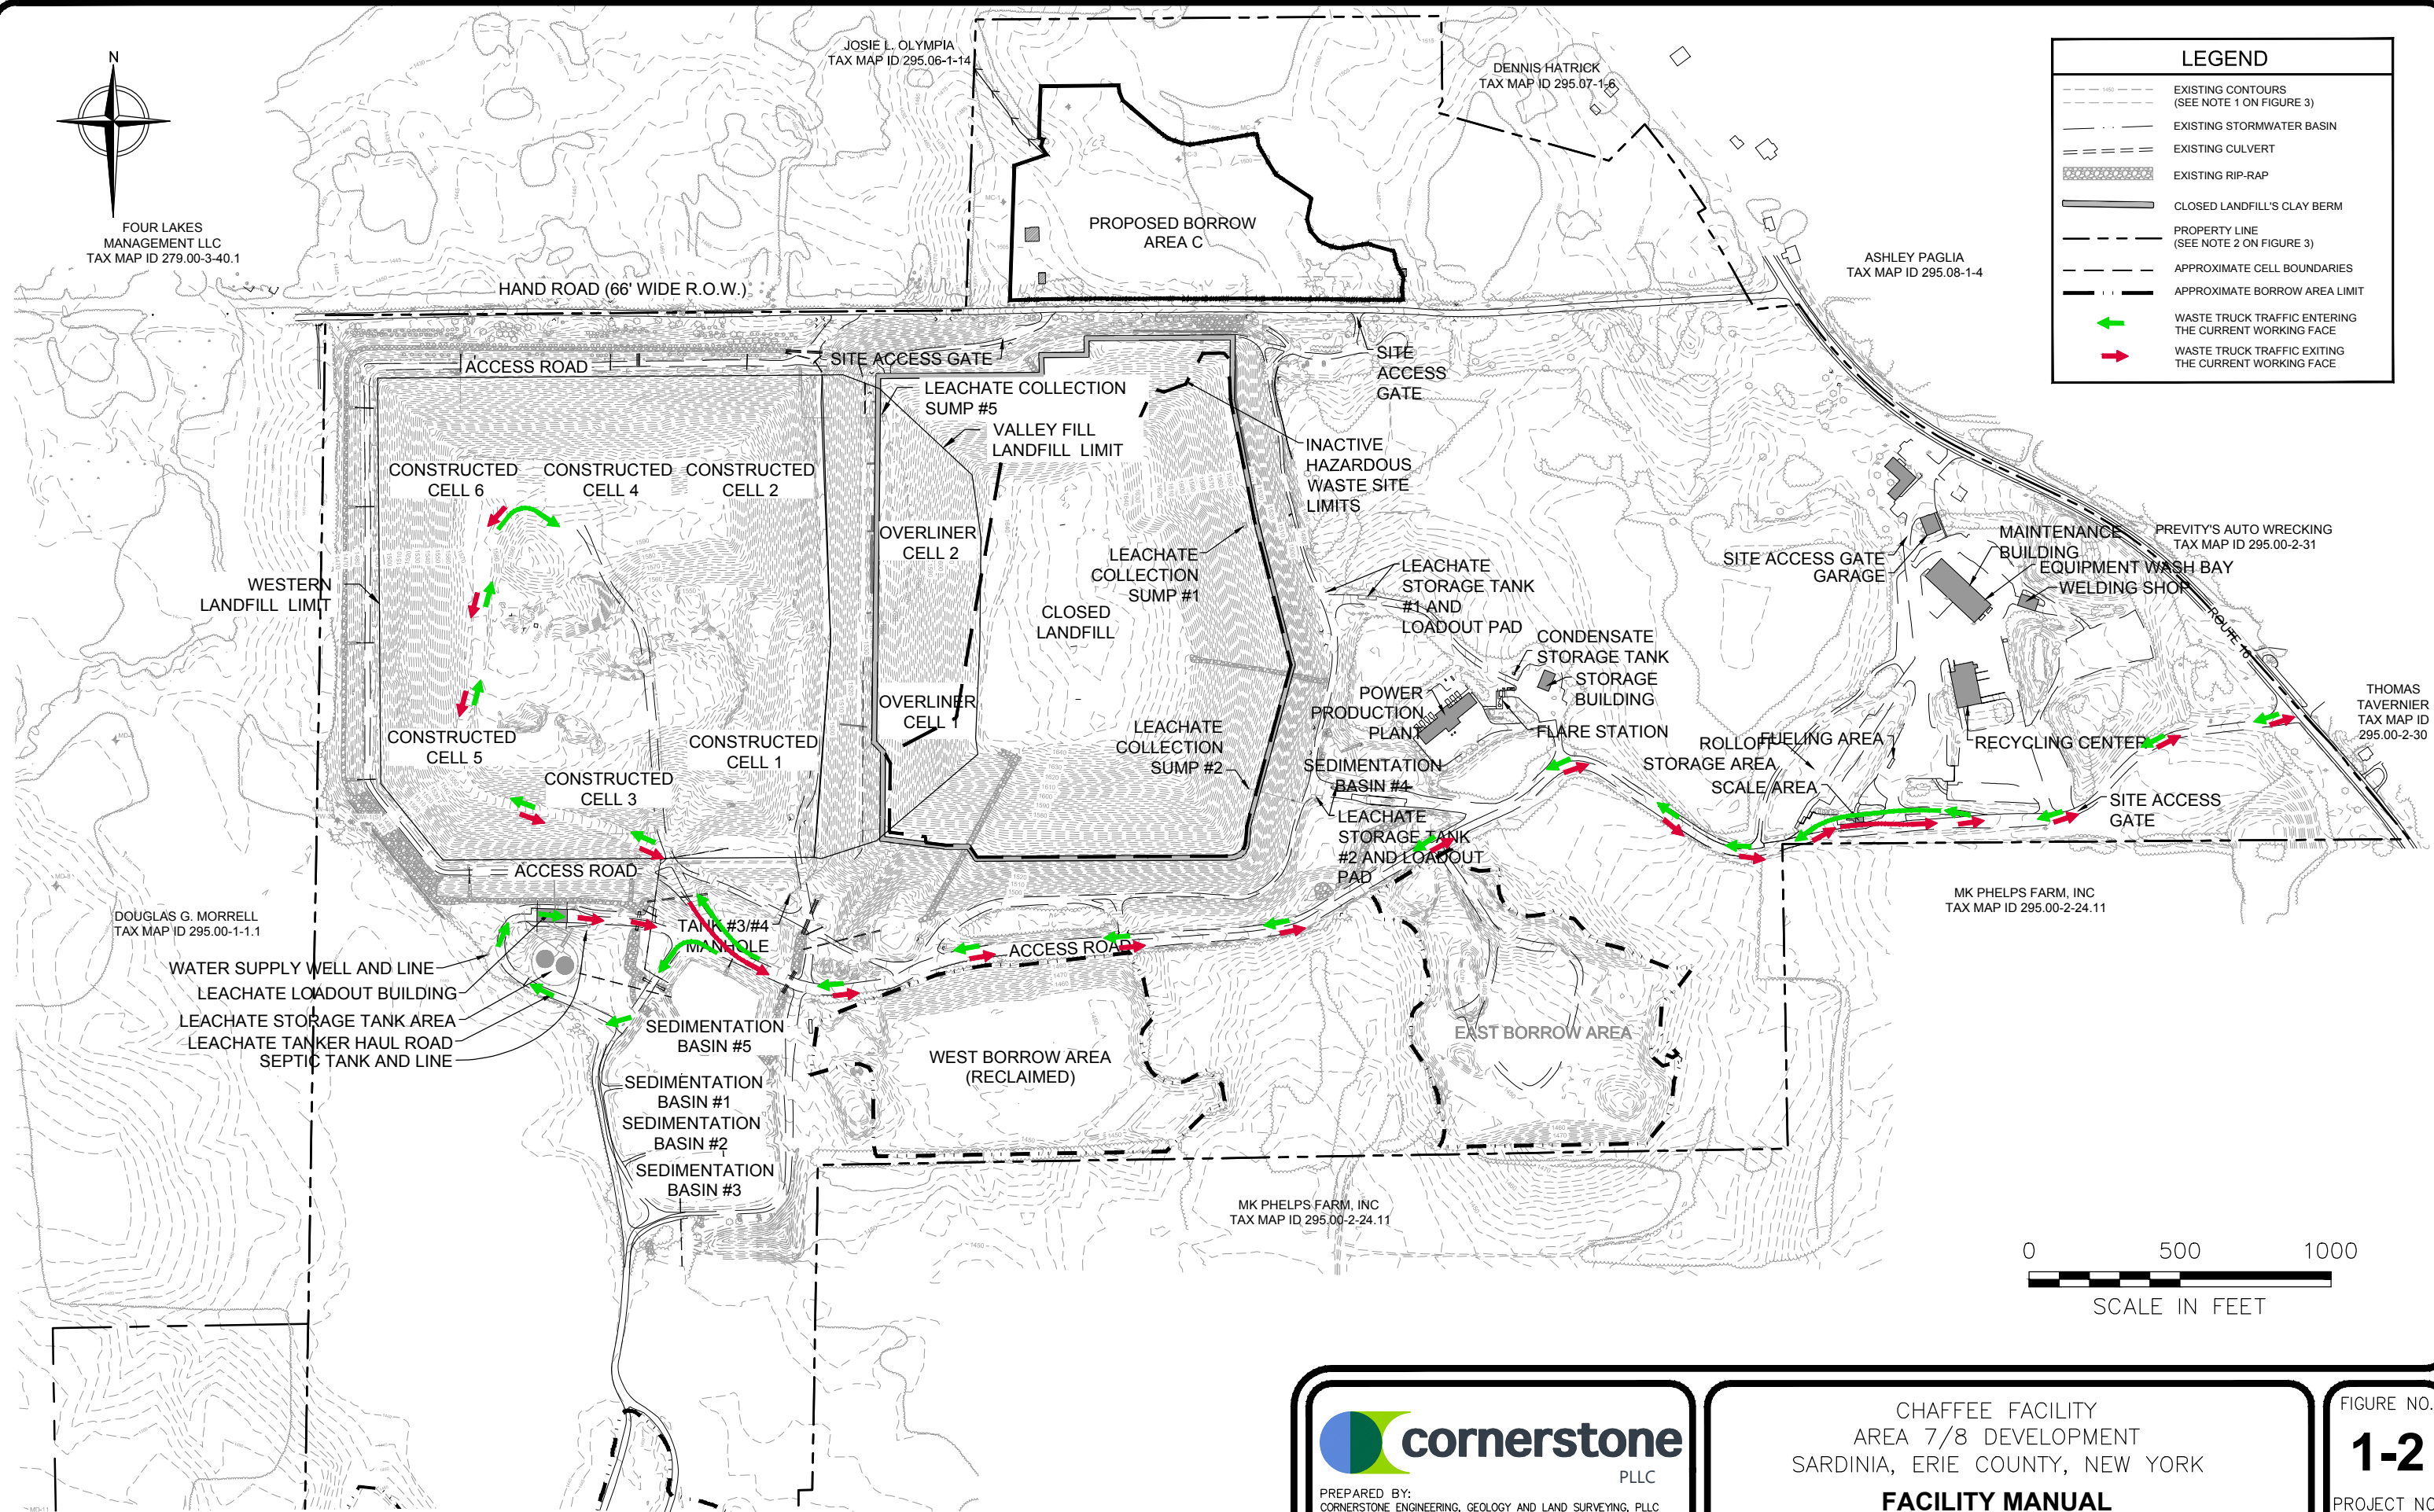 N
FOUR LAKES
MANAGEMENT LLC
TAX MAP ID 279.00-3-40.1
JOSIE L. OLYMPIA
TAX MAP ID 295.06-1-14
DENNIS HATRICK
TAX MAP ID 295.07-1-6
PROPOSED BORROW
AREA C
ASHLEY PAGLIA
TAX MAP ID 295.08-1-4
LEGEND
EXISTING CONTOURS
(SEE NOTE 1 ON FIGURE 3)
EXISTING STORMWATER BASIN
EXISTING CULVERT
EXISTING RIP-RAP
CLOSED LANDFILL'S CLAY BERM
PROPERTY LINE
(SEE NOTE 2 ON FIGURE 3)
APPROXIMATE CELL BOUNDARIES
APPROXIMATE BORROW AREA LIMIT
WASTE TRUCK TRAFFIC ENTERING
THE CURRENT WORKING FACE
WASTE TRUCK TRAFFIC EXITING
THE CURRENT WORKING FACE
HAND ROAD (66' WIDE R.O.W.)
ACCESS ROAD
SITE ACCESS GATE
SITE
ACCESS
GATE
LEACHATE COLLECTION
SUMP #5
VALLEY FILL
LANDFILL LIMIT
INACTIVE
HAZARDOUS
WASTE SITE
LIMITS
CONSTRUCTED
CELL 6
CONSTRUCTED
CELL 4
CONSTRUCTED
CELL 2
OVERLINER
CELL 2
LEACHATE
COLLECTION
SUMP #1
LEACHATE
STORAGE TANK
#1 AND
LOADOUT PAD
WESTERN
LANDFILL LIMIT
CLOSED
LANDFILL
CONDENSATE
STORAGE TANK
STORAGE
BUILDING
POWER
PRODUCTION
PLANT
FLARE STATION
SITE ACCESS GATE
GARAGE
MAINTENANCE
BUILDING
EQUIPMENT WASH BAY
WELDING SHOP
PREVITY'S AUTO WRECKING
TAX MAP ID 295.00-2-31
ROUTE 16
THOMAS
TAVERNIER
TAX MAP ID
295.00-2-30
OVERLINER
CELL 1
LEACHATE
COLLECTION
SUMP #2
CONSTRUCTED
CELL 5
CONSTRUCTED
CELL 3
CONSTRUCTED
CELL 1
SEDIMENTATION
BASIN #4
ROLLOFF
STORAGE AREA
FUELING AREA
SCALE AREA
RECYCLING CENTER
SITE ACCESS
GATE
LEACHATE
STORAGE TANK
#2 AND LOADOUT
PAD
ACCESS ROAD
DOUGLAS G. MORRELL
TAX MAP ID 295.00-1-1.1
TANK #3/#4
MANHOLE
ACCESS ROAD
MK PHELPS FARM, INC
TAX MAP ID 295.00-2-24.11
WATER SUPPLY WELL AND LINE
LEACHATE LOADOUT BUILDING
LEACHATE STORAGE TANK AREA
LEACHATE TANKER HAUL ROAD
SEPTIC TANK AND LINE
SEDIMENTATION
BASIN #5
SEDIMENTATION
BASIN #1
SEDIMENTATION
BASIN #2
SEDIMENTATION
BASIN #3
WEST BORROW AREA
(RECLAIMED)
EAST BORROW AREA
MK PHELPS FARM, INC
TAX MAP ID 295.00-2-24.11
0 500 1000
SCALE IN FEET
cornerstone
PLLC
PREPARED BY:
CORNERSTONE ENGINEERING, GEOLOGY AND LAND SURVEYING, PLLC
CHAFFEE FACILITY
AREA 7/8 DEVELOPMENT
SARDINIA, ERIE COUNTY, NEW YORK
FACILITY MANUAL
FIGURE NO.
1-2
PROJECT NO.